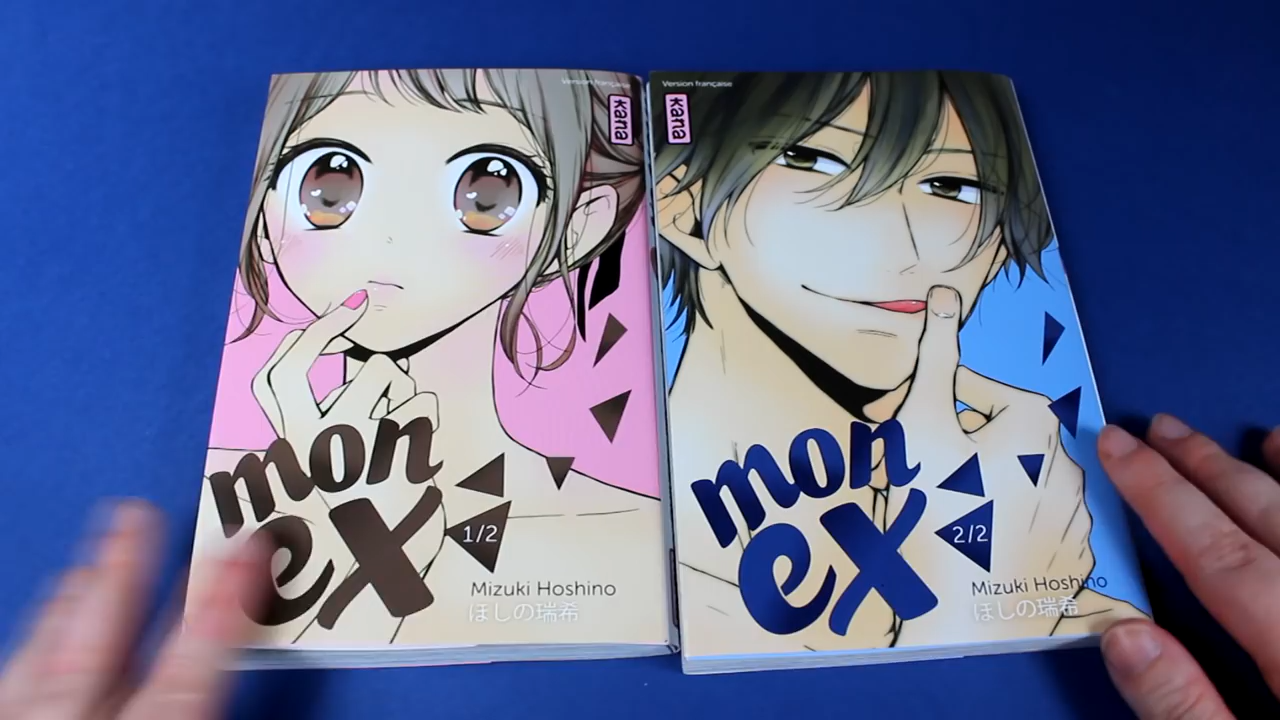 Version française
kana
mon
ex
1/2
Mizuki Hoshino
ほしの瑞希
Version française
kana
mon
ex
2/2
Mizuki Hoshino
ほしの瑞希